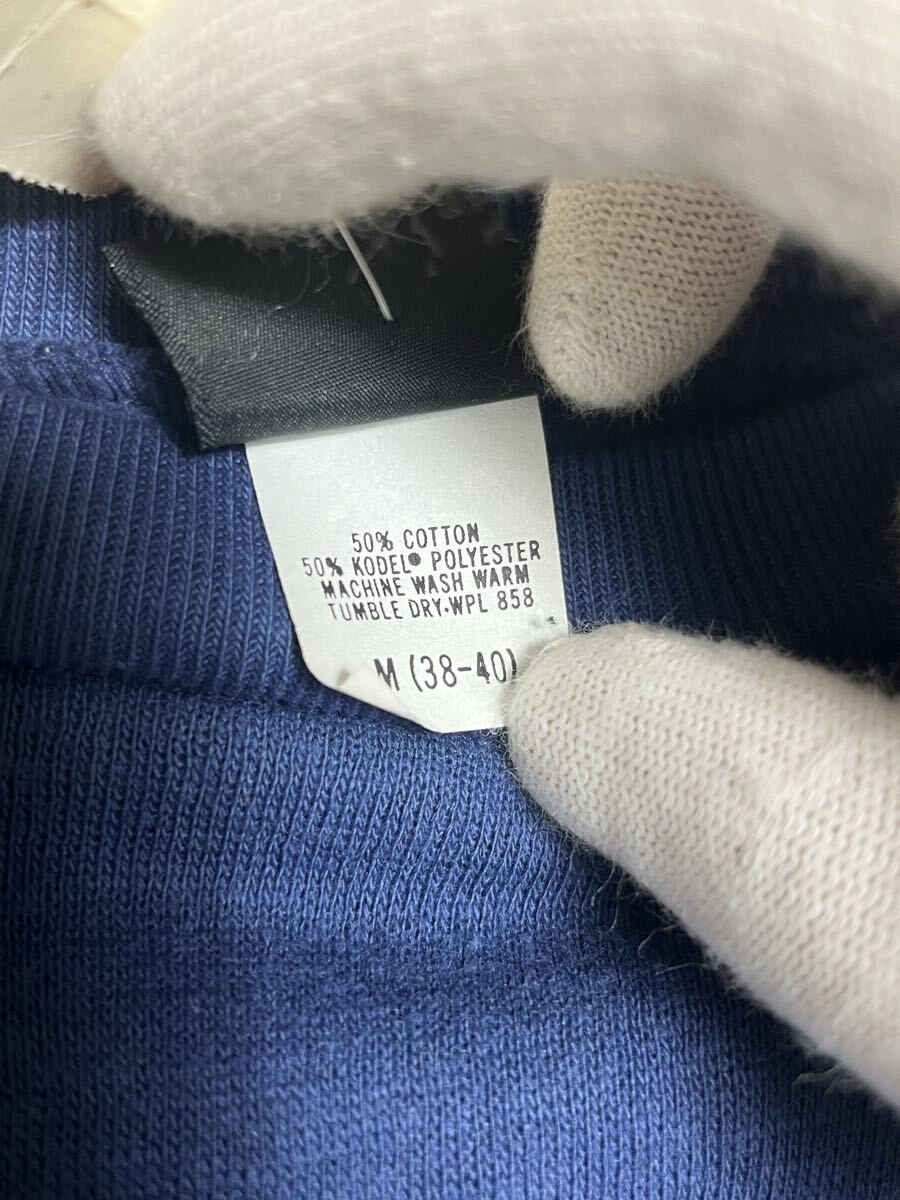 50% COTTON
50% KODEL® POLYESTER
MACHINE WASH WARM
TUMBLE DRY·WPL 858
M (38-40)